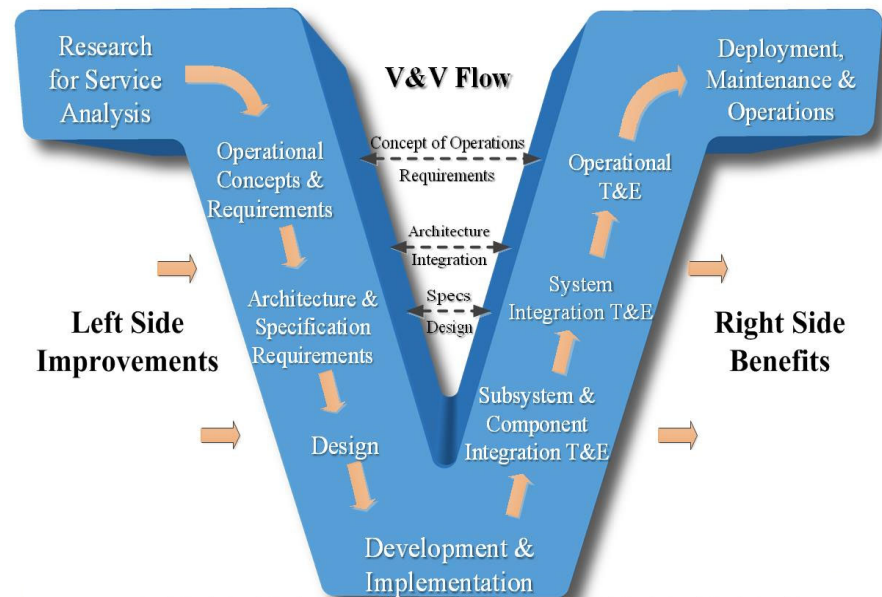 Research
for Service
Analysis
V&V Flow
Deployment,
Maintenance &
Operations
Operational
Concepts &
Requirements
Concept of Operations
Requirements
Operational
T&E
Architecture
Integration
Architecture &
Specification
Requirements
Specs
Design
System
Integration T&E
Left Side
Improvements
Right Side
Benefits
Design
Subsystem &
Component
Integration T&E
Development &
Implementation